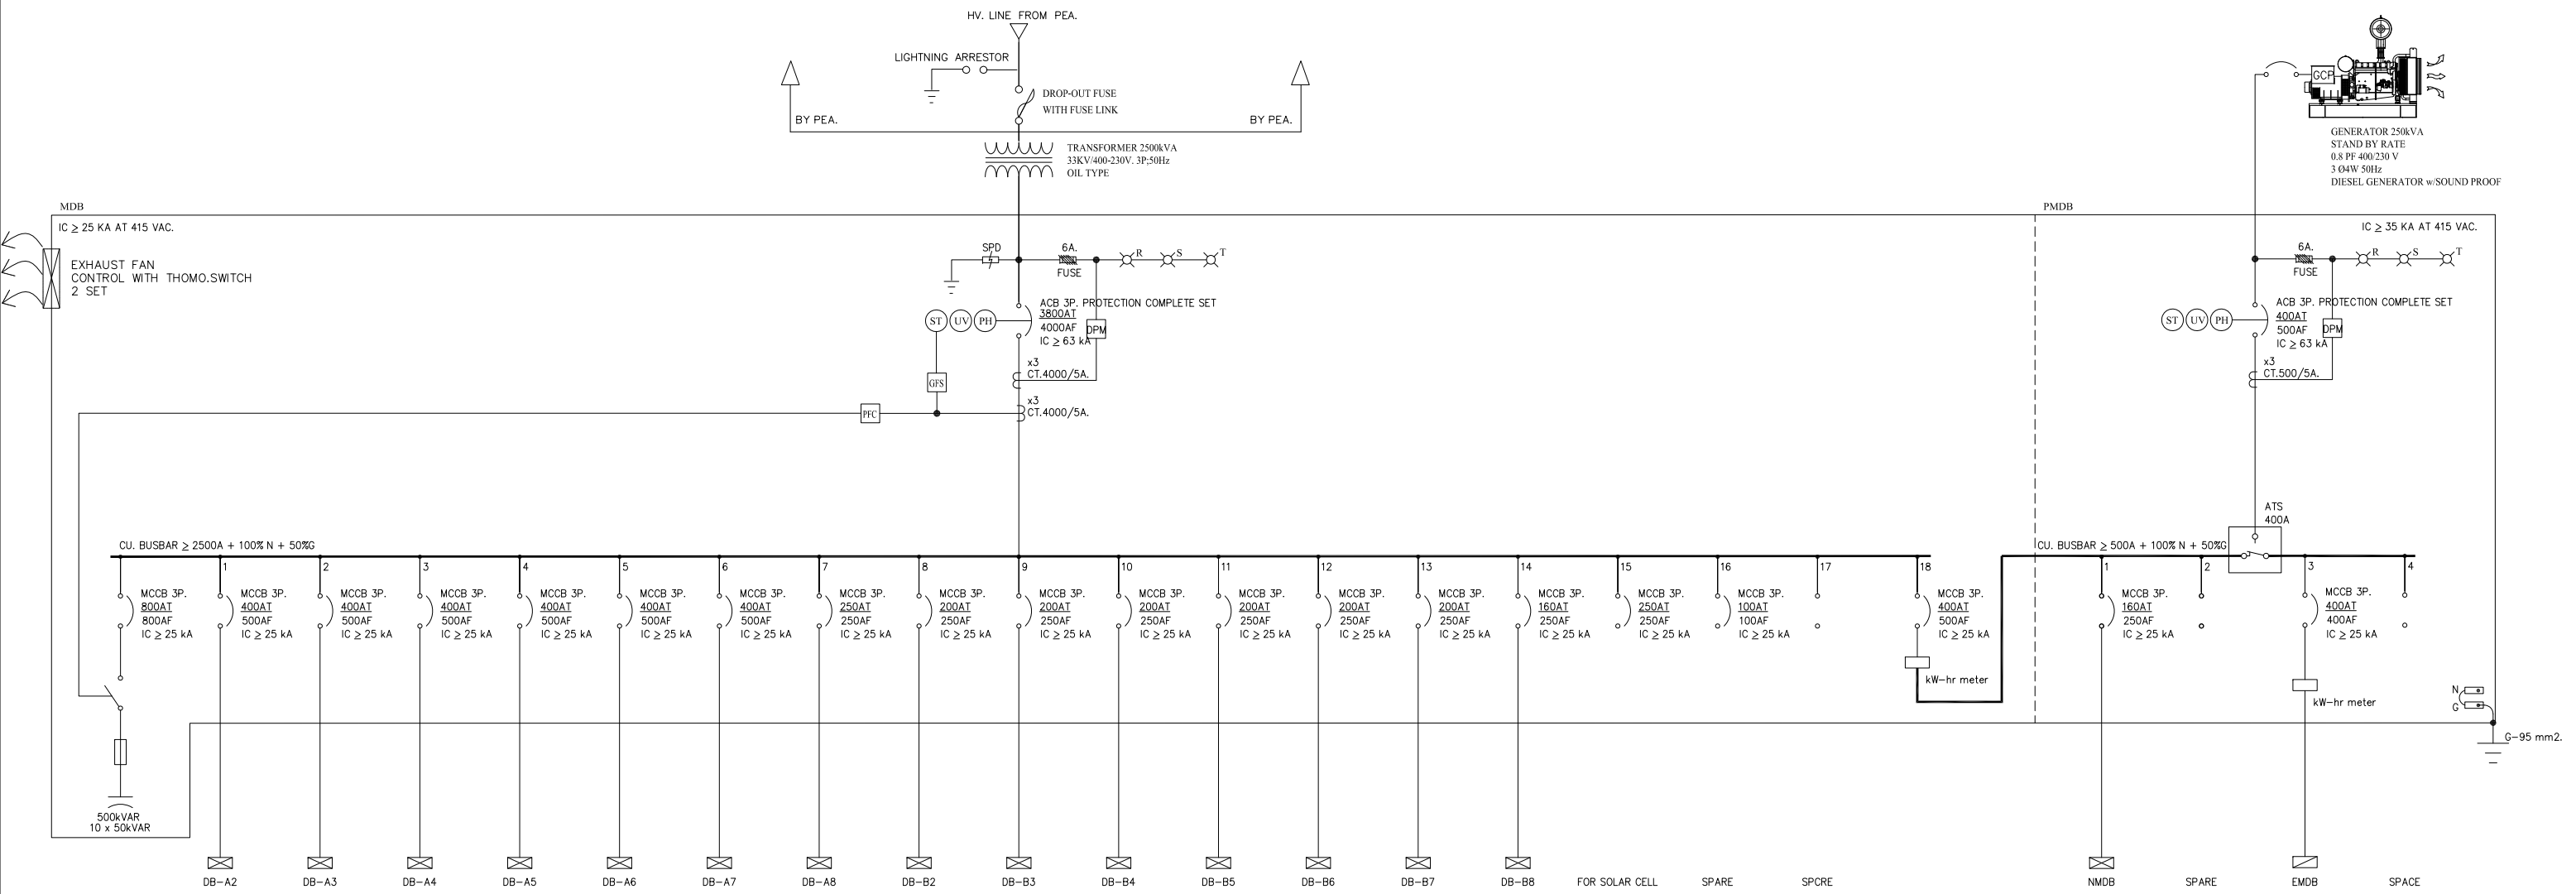 HV. LINE FROM PEA.
LIGHTNING ARRESTOR
DROP-OUT FUSE
WITH FUSE LINK
BY PEA.
BY PEA.
TRANSFORMER 2500kVA
33KV/400-230V. 3P;50Hz
OIL TYPE
GCP
GENERATOR 250kVA
STAND BY RATE
0.8 PF 400/230 V
3 Ø4W 50Hz
DIESEL GENERATOR w/SOUND PROOF
MDB
IC ≥ 25 KA AT 415 VAC.
EXHAUST FAN
CONTROL WITH THOMO.SWITCH
2 SET
SPD
6A.
FUSE
R
S
T
ACB 3P. PROTECTION COMPLETE SET
3800AT
4000AF
IC ≥ 63 kA
ST
UV
PH
DPM
x3
CT.4000/5A.
GFS
x3
CT.4000/5A.
PFC
PMDB
IC ≥ 35 KA AT 415 VAC.
6A.
FUSE
R
S
T
ACB 3P. PROTECTION COMPLETE SET
400AT
500AF
IC ≥ 63 kA
ST
UV
PH
DPM
x3
CT.500/5A.
ATS
400A
CU. BUSBAR ≥ 2500A + 100% N + 50%G
MCCB 3P.
800AT
800AF
IC ≥ 25 kA
1
MCCB 3P.
400AT
500AF
IC ≥ 25 kA
2
MCCB 3P.
400AT
500AF
IC ≥ 25 kA
3
MCCB 3P.
400AT
500AF
IC ≥ 25 kA
4
MCCB 3P.
400AT
500AF
IC ≥ 25 kA
5
MCCB 3P.
400AT
500AF
IC ≥ 25 kA
6
MCCB 3P.
400AT
500AF
IC ≥ 25 kA
7
MCCB 3P.
250AT
250AF
IC ≥ 25 kA
8
MCCB 3P.
200AT
250AF
IC ≥ 25 kA
9
MCCB 3P.
200AT
250AF
IC ≥ 25 kA
10
MCCB 3P.
200AT
250AF
IC ≥ 25 kA
11
MCCB 3P.
200AT
250AF
IC ≥ 25 kA
12
MCCB 3P.
200AT
250AF
IC ≥ 25 kA
13
MCCB 3P.
200AT
250AF
IC ≥ 25 kA
14
MCCB 3P.
160AT
250AF
IC ≥ 25 kA
15
MCCB 3P.
250AT
250AF
IC ≥ 25 kA
16
MCCB 3P.
100AT
100AF
IC ≥ 25 kA
17
18
MCCB 3P.
400AT
500AF
IC ≥ 25 kA
kW-hr meter
CU. BUSBAR ≥ 500A + 100% N + 50%G
1
MCCB 3P.
160AT
250AF
IC ≥ 25 kA
2
3
MCCB 3P.
400AT
400AF
IC ≥ 25 kA
kW-hr meter
4
N
G
G-95 mm2.
500kVAR
10 x 50kVAR
DB-A2
DB-A3
DB-A4
DB-A5
DB-A6
DB-A7
DB-A8
DB-B2
DB-B3
DB-B4
DB-B5
DB-B6
DB-B7
DB-B8
FOR SOLAR CELL
SPARE
SPCRE
NMDB
SPARE
EMDB
SPACE